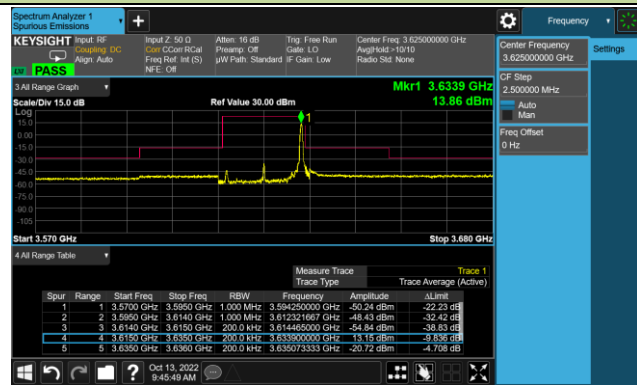 Spectrum Analyzer 1
Spurious Emissions
+
Frequency
KEYSIGHT Input: RF
Coupling: DC
Align: Auto
Input Z: 50 Ω
Corr CCorr RCal
Freq Ref: Int (S)
NFE: Off
Atten: 16 dB
Preamp: Off
µW Path: Standard
Trig: Free Run
Gate: LO
IF Gain: Low
Center Freq: 3.625000000 GHz
Avg|Hold:>10/10
Radio Std: None
PASS
Center Frequency
3.62500000 GHz
Settings
CF Step
2.500000 MHz
Auto
Man
Freq Offset
0 Hz
3 All Range Graph
Mkr1 3.6339 GHz
Scale/Div 15.0 dB
Ref Value 30.00 dBm
13.86 dBm
Log
1
15.0
0.00
-15.0
-30.0
-45.0
-60.0
-75.0
-90.0
-105
Start 3.570 GHz
Stop 3.680 GHz
4 All Range Table
Measure Trace Trace 1
Trace Type Trace Average (Active)
Spur Range Start Freq Stop Freq RBW Frequency Amplitude ΔLimit
1 1 3.5700 GHz 3.5950 GHz 1.000 MHz 3.594250000 GHz -50.24 dBm -22.23 dB
2 2 3.5950 GHz 3.6140 GHz 1.000 MHz 3.612321667 GHz -48.43 dBm -32.42 dB
3 3 3.6140 GHz 3.6150 GHz 200.0 kHz 3.614465000 GHz -54.84 dBm -38.83 dB
4 4 3.6150 GHz 3.6350 GHz 200.0 kHz 3.633900000 GHz 13.15 dBm -9.836 dB
5 5 3.6350 GHz 3.6360 GHz 200.0 kHz 3.635073333 GHz -20.72 dBm -4.708 dB
?
Oct 13, 2022
9:45:49 AM